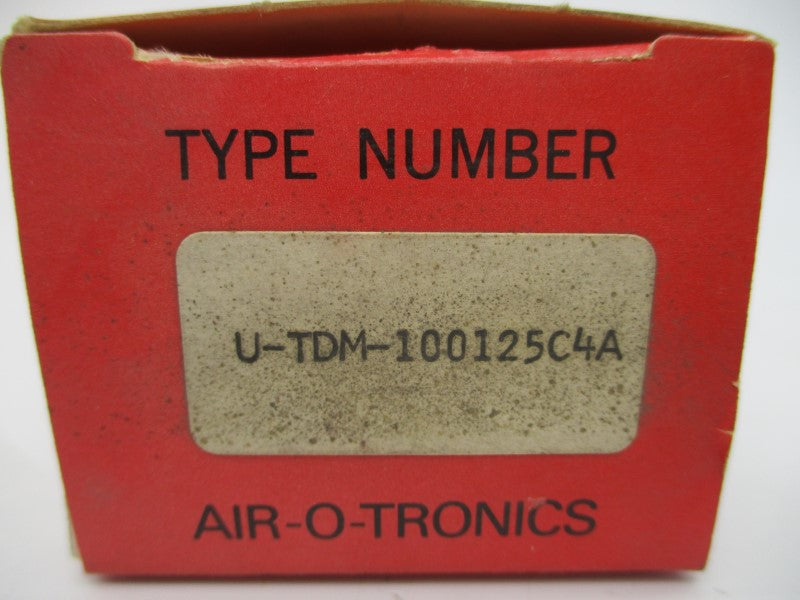 TYPE NUMBER
U-TDM-100125C4A
AIR-O-TRONICS